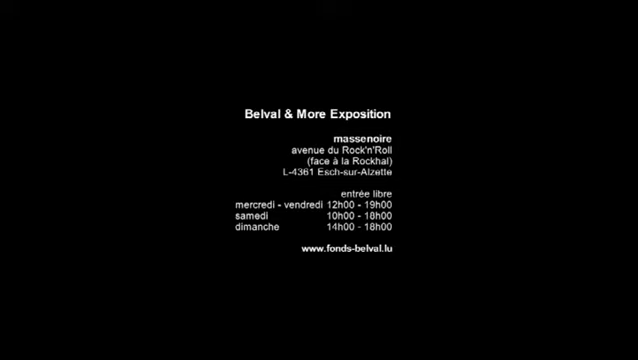 Belval & More Exposition
massenoire
avenue du Rock'n'Roll
(face à la Rockhal)
L-4361 Esch-sur-Alzette
entrée libre
mercredi - vendredi 12h00 - 19h00
samedi 10h00 - 18h00
dimanche 14h00 - 18h00
www.fonds-belval.lu